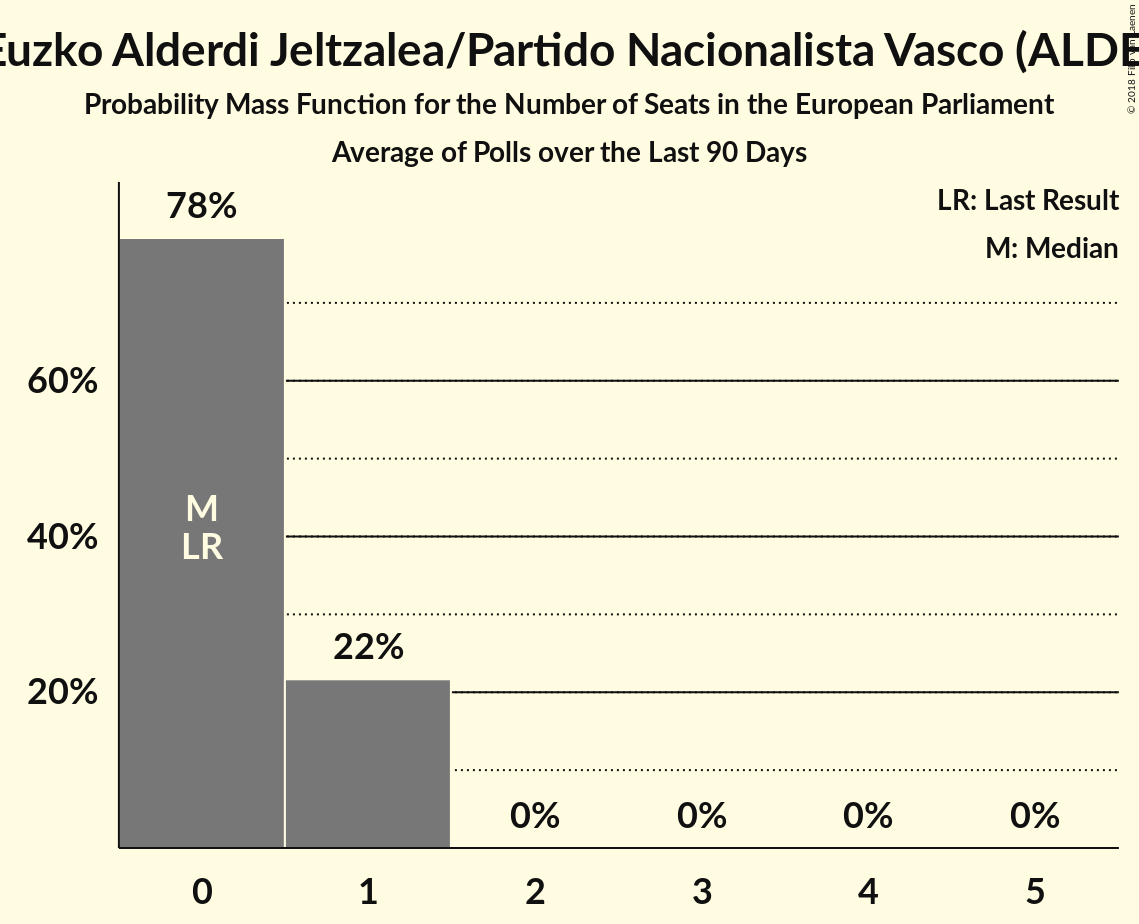 Euzko Alderdi Jeltzalea/Partido Nacionalista Vasco (ALDE
Probability Mass Function for the Number of Seats in the European Parliament
Average of Polls over the Last 90 Days
© 2018
LR: Last Result
M: Median
78%
60%
M
40%
LR
22%
20%
0% 0% 0% 0%
0 1 2 3 4 5